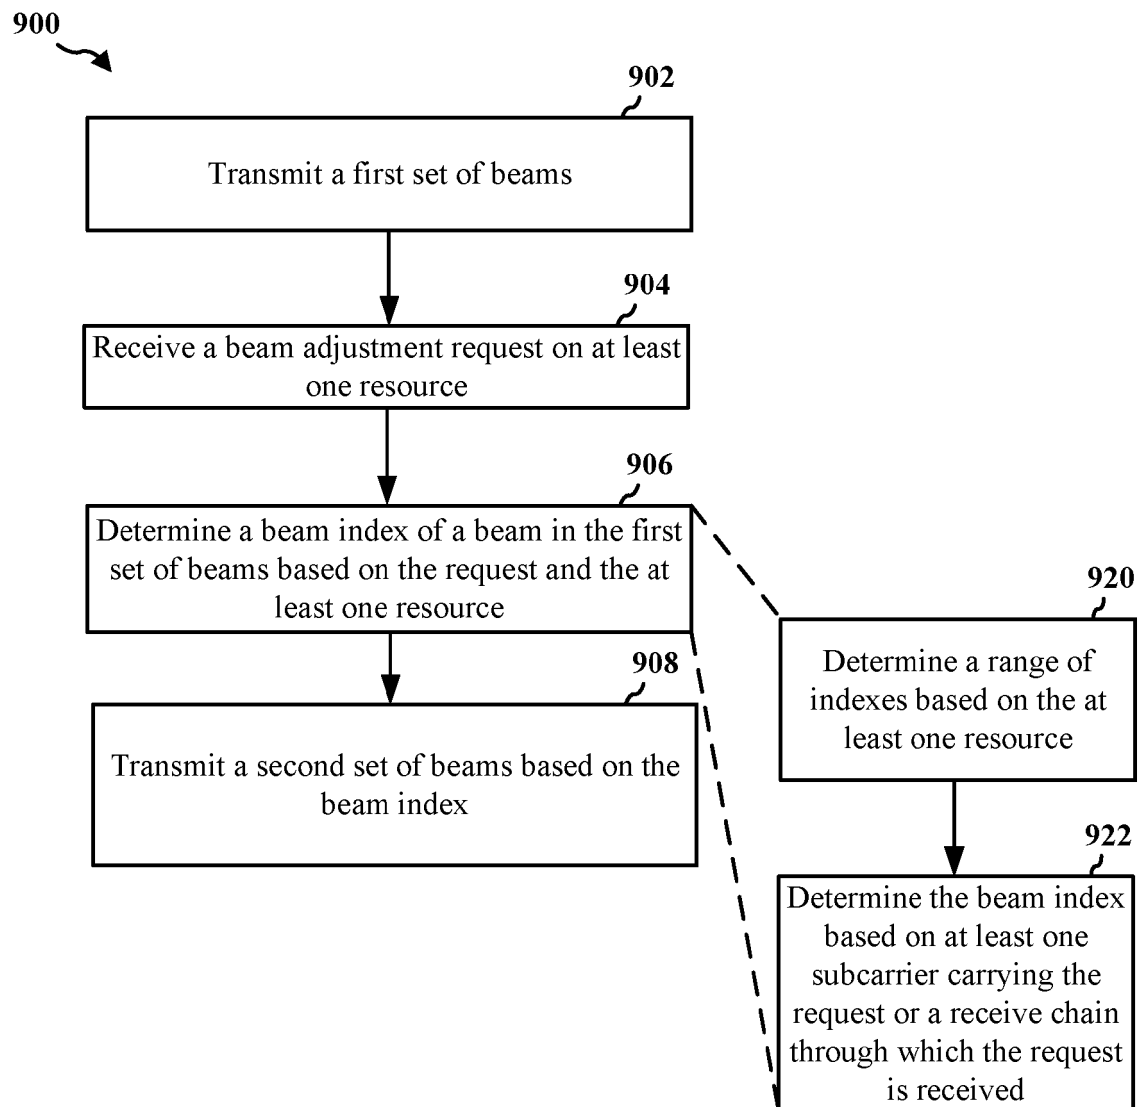 900
902
Transmit a first set of beams
904
Receive a beam adjustment request on at least
one resource
906
Determine a beam index of a beam in the first
set of beams based on the request and the at
least one resource
908
Transmit a second set of beams based on the
beam index
920
Determine a range of
indexes based on the at
least one resource
922
Determine the beam index
based on at least one
subcarrier carrying the
request or a receive chain
through which the request
is received